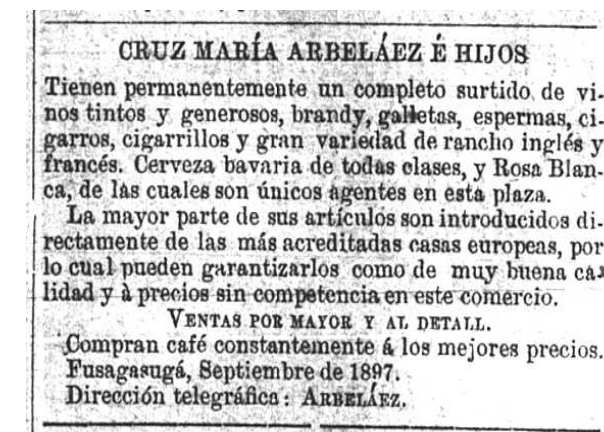 CRUZ MARÍA ARBELÁEZ É HIJOS
Tienen permanentemente un completo surtido de vi-
nos tintos y generosos, brandy, galletas, espermas, ci-
garros, cigarrillos y gran variedad de rancho inglés y
francés. Cerveza bavaria de todas clases, y Rosa Blan-
ca, de las cuales son únicos agentes en esta plaza.
La mayor parte de sus artículos son introducidos di-
rectamente de las más acreditadas casas europeas, por
lo cual pueden garantizarlos como de muy buena ca-
lidad y à precios sin competencia en este comercio.
VENTAS POR MAYOR Y AL DETALL.
Compran café constantemente á los mejores precios.
Fusagasugá, Septiembre de 1897.
Dirección telegráfica: ARBELÁEZ.